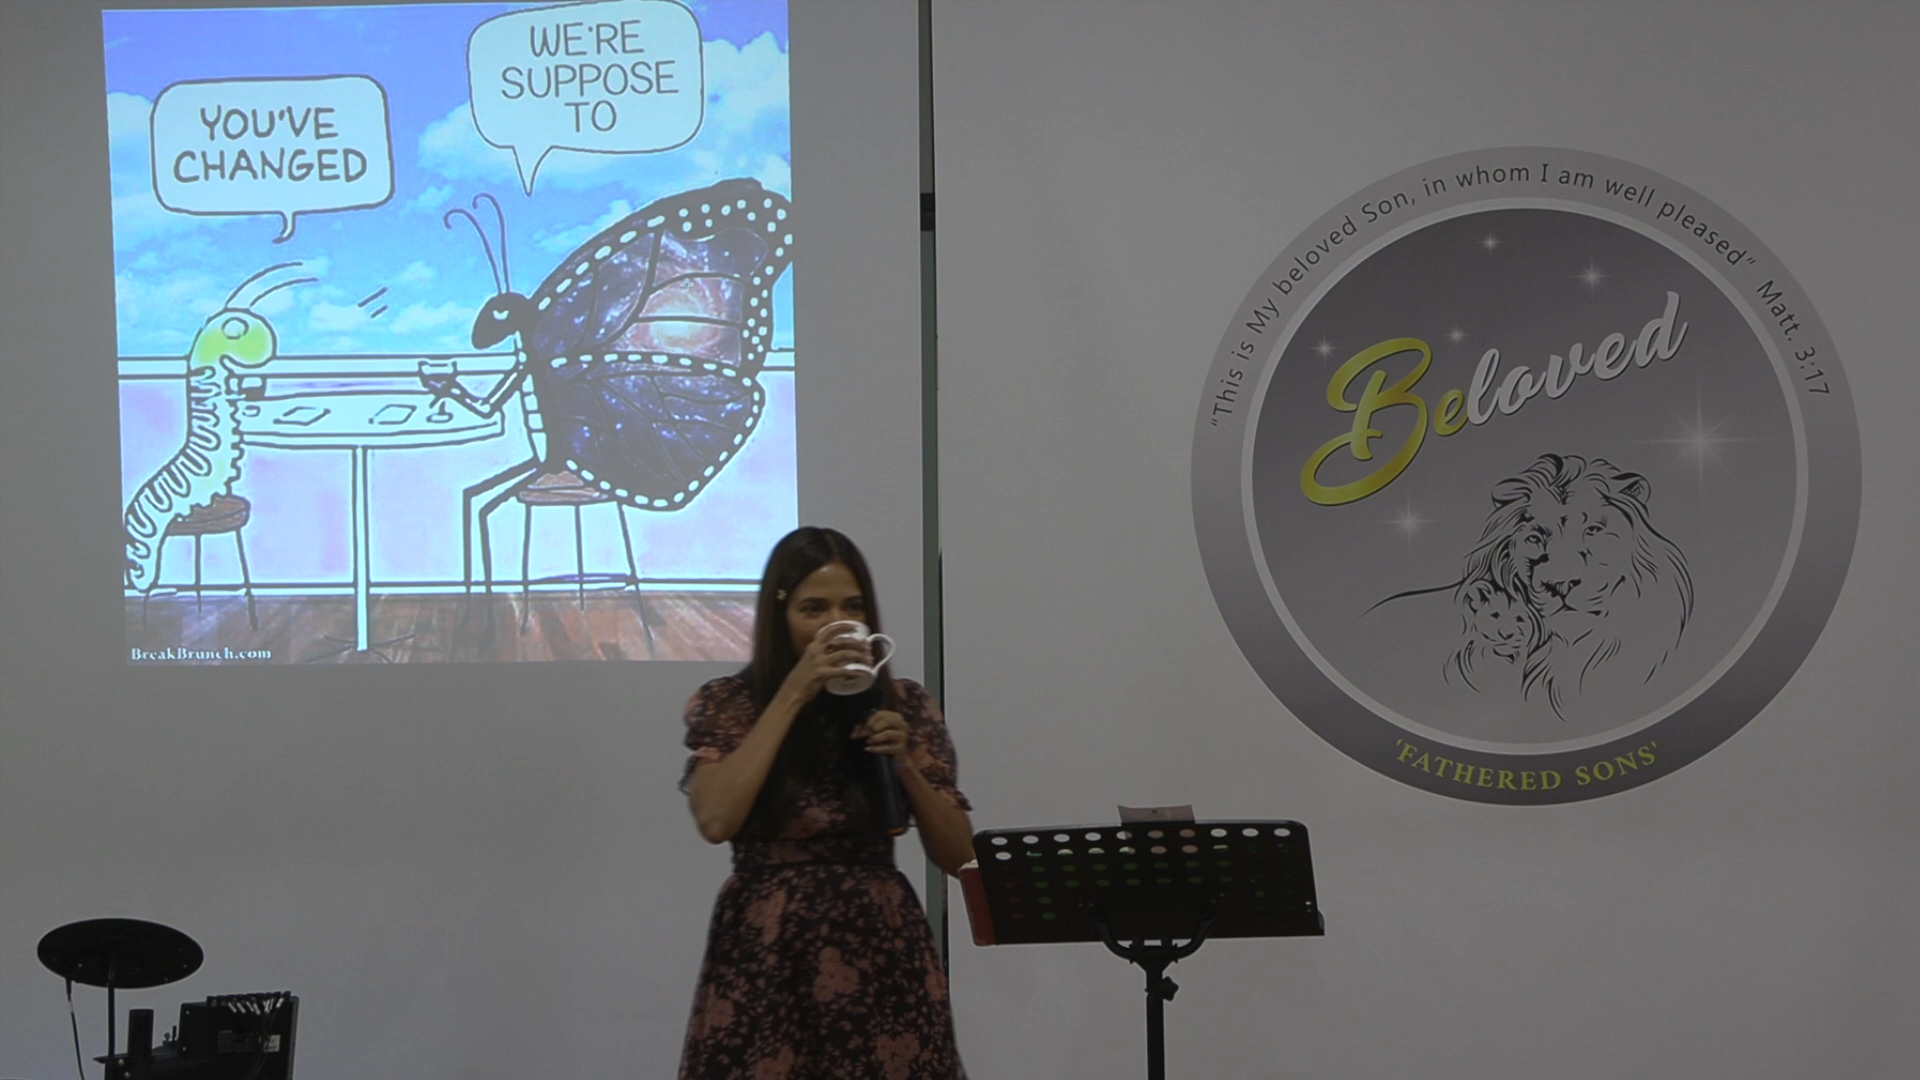 YOU'VE
CHANGED
WE'RE
SUPPOSE
TO
BreakBrunch.com
"This is My beloved Son, in whom I am well pleased" Matt. 3:17
Beloved
'FATHERED SONS'